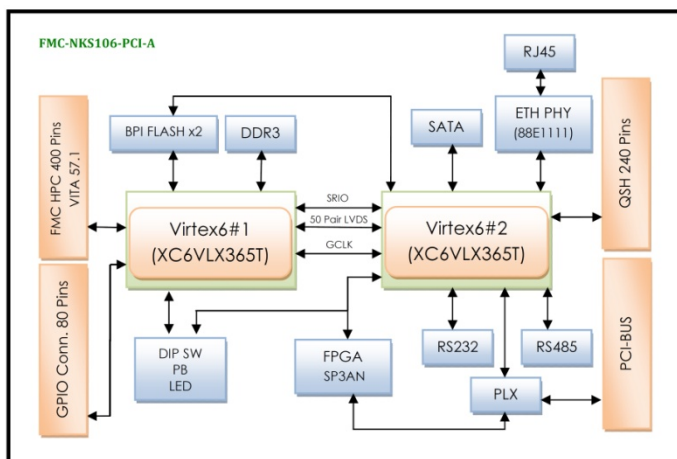 FMC-NKS106-PCI-A
RJ45
FMC HPC 400 Pins
VITA 57.1
BPI FLASH x2
DDR3
SATA
ETH PHY
(88E1111)
QSH 240 Pins
SRIO
50 Pair LVDS
GCLK
Virtex6#1
(XC6VLX365T)
Virtex6#2
(XC6VLX365T)
GPIO Conn. 80 Pins
DIP SW
PB
LED
FPGA
SP3AN
RS232
RS485
PLX
PCI-BUS